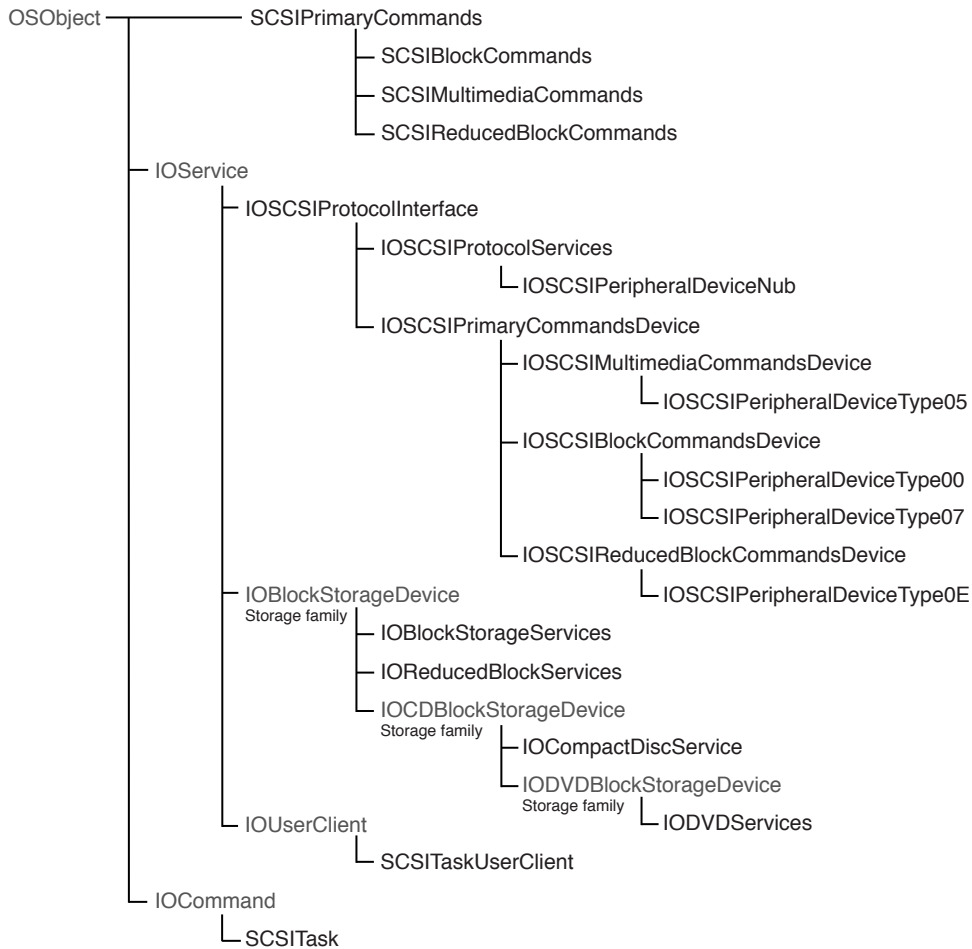 OSObject
SCSIPrimaryCommands
SCSIBlockCommands
SCSIMultimediaCommands
SCSIReducedBlockCommands
IOService
IOSCSIProtocolInterface
IOSCSIProtocolServices
IOSCSIPeripheralDeviceNub
IOSCSIPrimaryCommandsDevice
IOSCSIMultimediaCommandsDevice
IOSCSIPeripheralDeviceType05
IOSCSIBlockCommandsDevice
IOSCSIPeripheralDeviceType00
IOSCSIPeripheralDeviceType07
IOSCSIReducedBlockCommandsDevice
IOSCSIPeripheralDeviceType0E
IOBlockStorageDevice
Storage family
IOBlockStorageServices
IOReducedBlockServices
IOCDBlockStorageDevice
Storage family
IOCompactDiscService
IODVDBlockStorageDevice
Storage family
IODVDServices
IOUserClient
SCSITaskUserClient
IOCommand
SCSITask